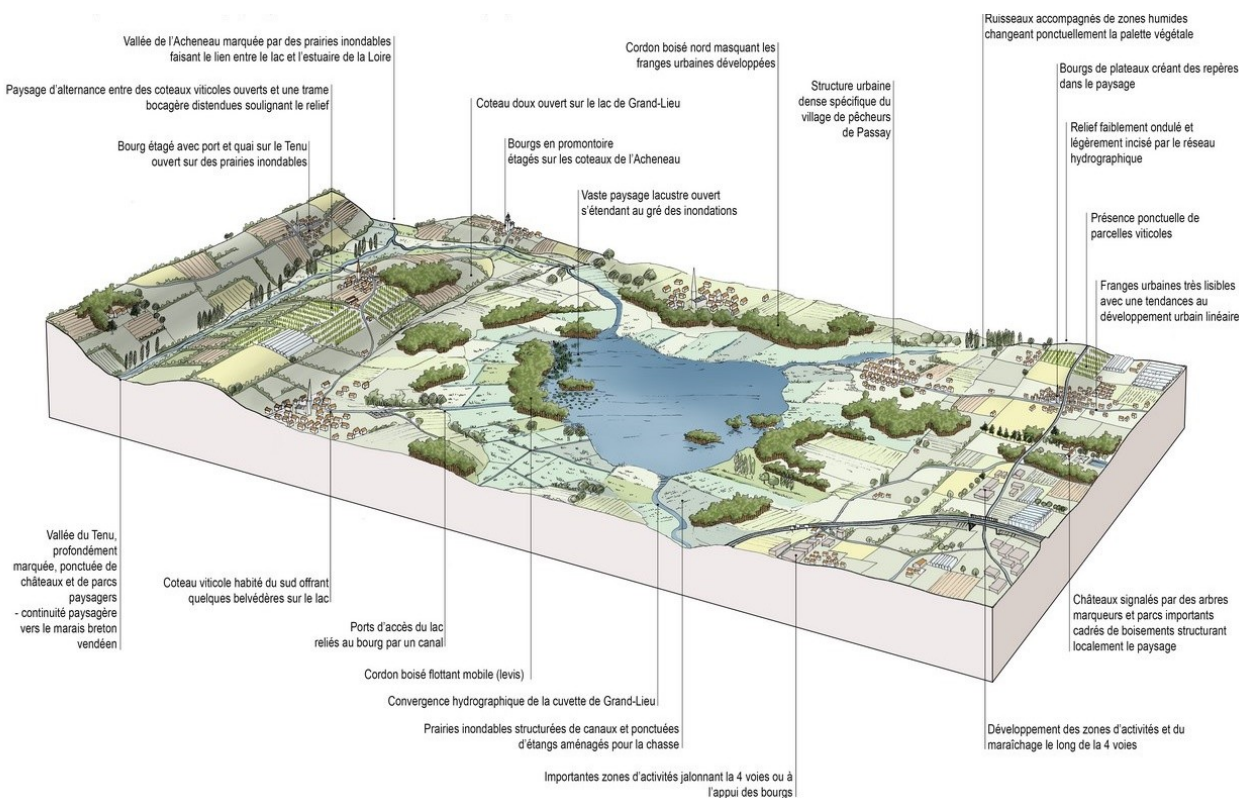 Ruisseaux accompagnés de zones humides
changeant ponctuellement la palette végétale
Vallée de l'Acheneau marquée par des prairies inondables
faisant le lien entre le lac et l'estuaire de la Loire
Cordon boisé nord masquant les
franges urbaines développées
Bourgs de plateaux créant des repères
dans le paysage
Structure urbaine
dense spécifique du
village de pêcheurs
de Passay
Paysage d'alternance entre des coteaux viticoles ouverts et une trame
bocagère distendues soulignant le relief
Coteau doux ouvert sur le lac de Grand-Lieu
Relief faiblement ondulé et
légèrement incisé par le réseau
hydrographique
Bourg étagé avec port et quai sur le Tenu
ouvert sur des prairies inondables
Bourgs en promontoire
étagés sur les coteaux de l'Acheneau
Vaste paysage lacustre ouvert
s'étendant au gré des inondations
Présence ponctuelle de
parcelles viticoles
Franges urbaines très lisibles
avec une tendances au
développement urbain linéaire
Vallée du Tenu,
profondément
marquée, ponctuée de
châteaux et de parcs
paysagers
- continuité paysagère
vers le marais breton
vendéen
Coteau viticole habité du sud offrant
quelques belvédères sur le lac
Ports d'accès du lac
reliés au bourg par un canal
Cordon boisé flottant mobile (levis)
Convergence hydrographique de la cuvette de Grand-Lieu
Prairies inondables structurées de canaux et ponctuées
d'étangs aménagés pour la chasse
Importantes zones d'activités jalonnant la 4 voies ou à
l'appui des bourgs
Châteaux signalés par des arbres
marqueurs et parcs importants
cadrés de boisements structurant
localement le paysage
Développement des zones d'activités et du
maraîchage le long de la 4 voies